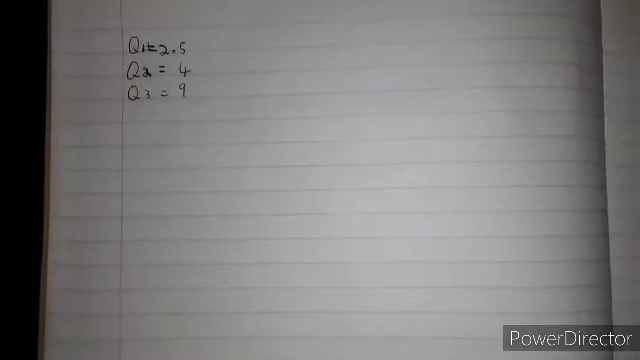 Q1=2.5
Q2 = 4
Q3 = 9
PowerDirector